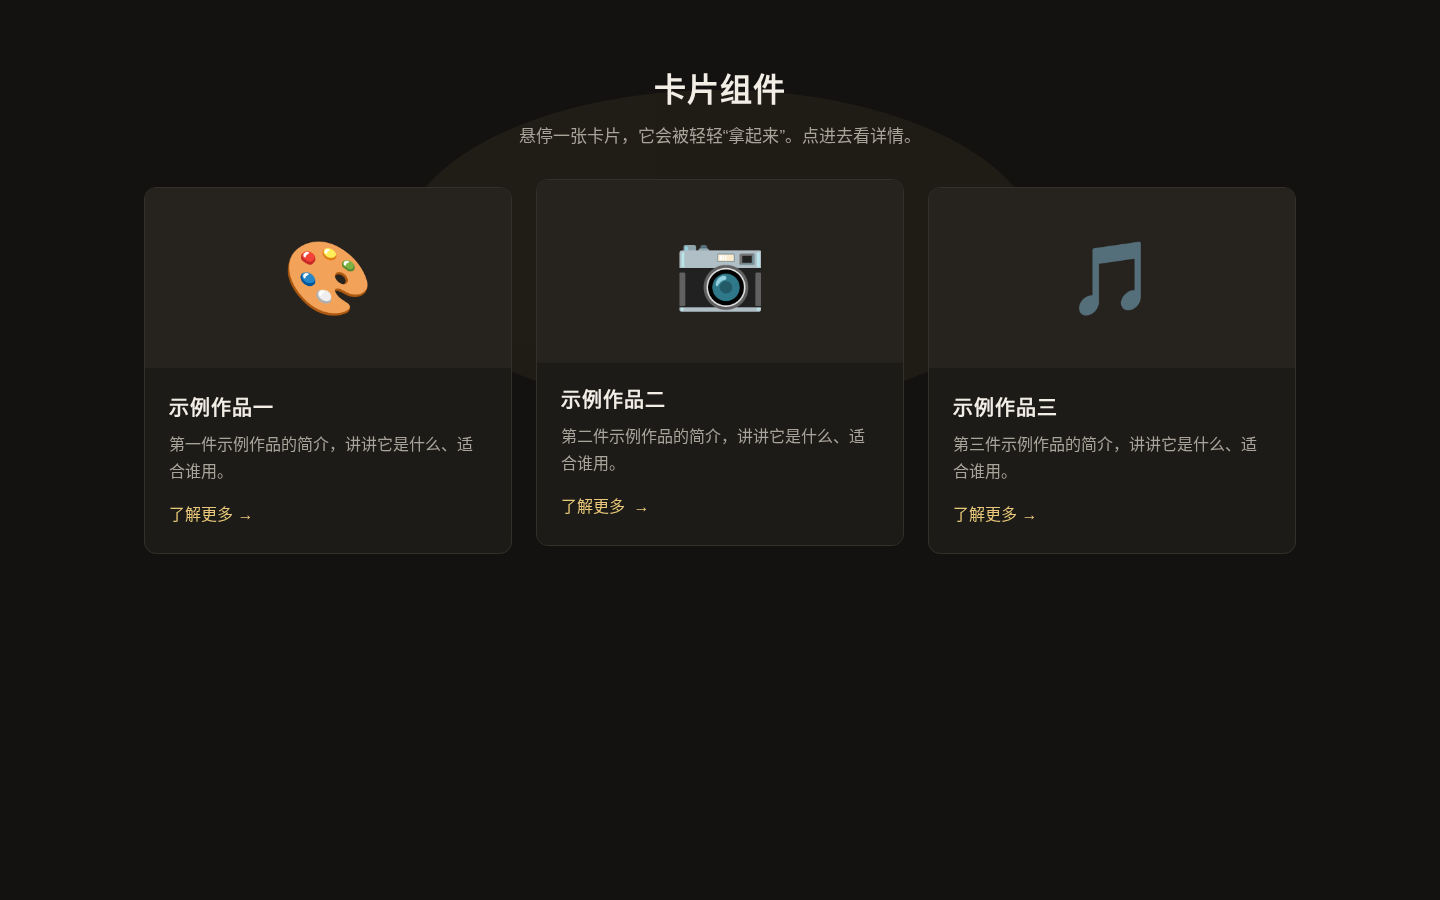 卡片组件
悬停一张卡片，它会被轻轻“拿起来”。点进去看详情。
示例作品一
第一件示例作品的简介，讲讲它是什么、适
合谁用。
了解更多 →
示例作品二
第二件示例作品的简介，讲讲它是什么、适
合谁用。
了解更多 →
示例作品三
第三件示例作品的简介，讲讲它是什么、适
合谁用。
了解更多 →